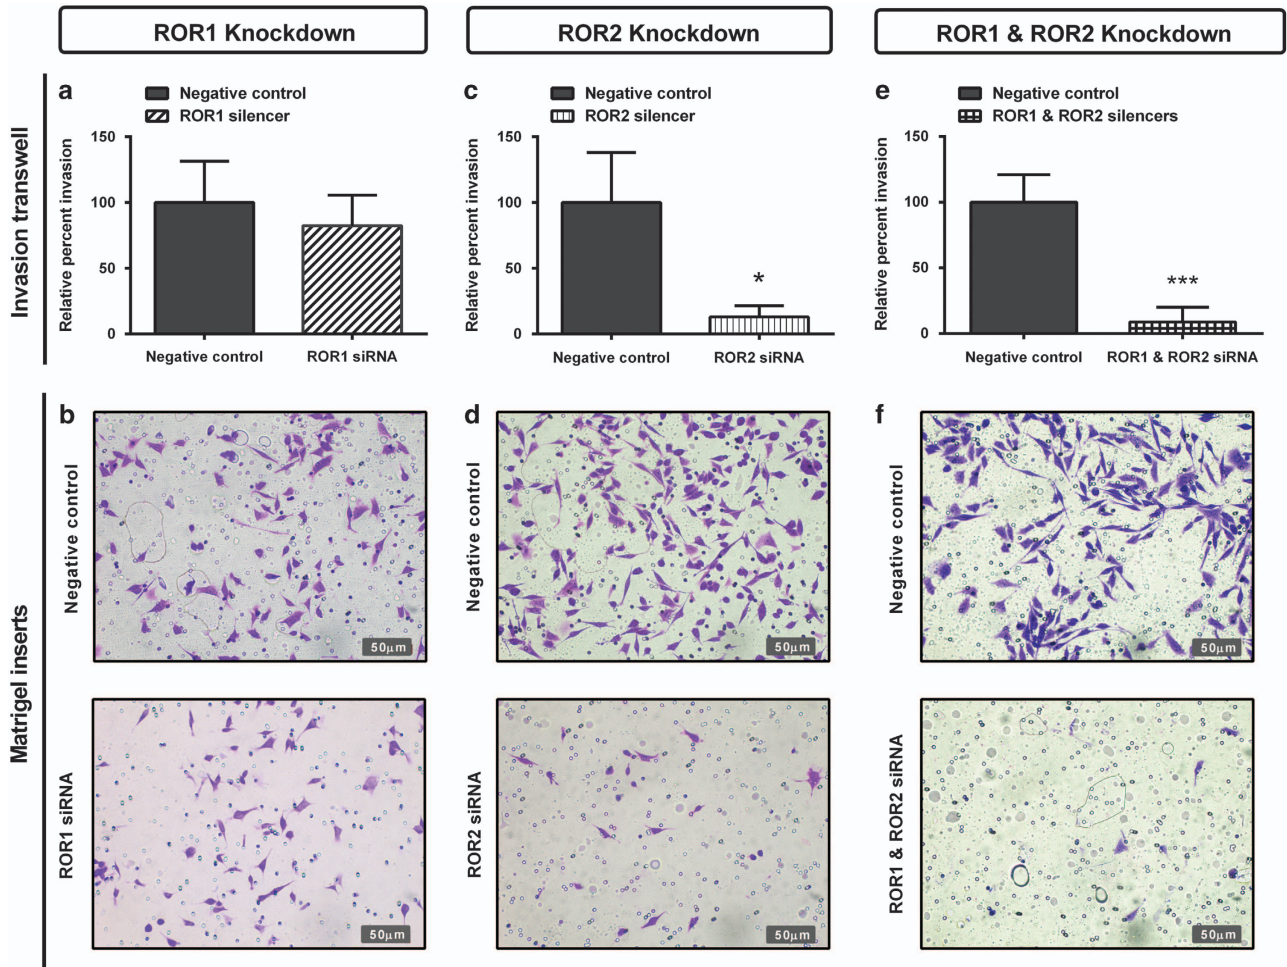 ROR1 Knockdown
ROR2 Knockdown
ROR1 & ROR2 Knockdown
Invasion transwell
a
Negative control
ROR1 silencer
Relative percent invasion
150
100
50
0
Negative control
ROR1 siRNA
c
Negative control
ROR2 silencer
Relative percent invasion
150
100
50
0
*
Negative control
ROR2 siRNA
e
Negative control
ROR1 & ROR2 silencers
Relative percent invasion
150
100
50
0
***
Negative control
ROR1 & ROR2 siRNA
Matrigel inserts
b
Negative control
50µm
ROR1 siRNA
50µm
d
Negative control
50µm
ROR2 siRNA
50µm
f
Negative control
50µm
ROR1 & ROR2 siRNA
50µm